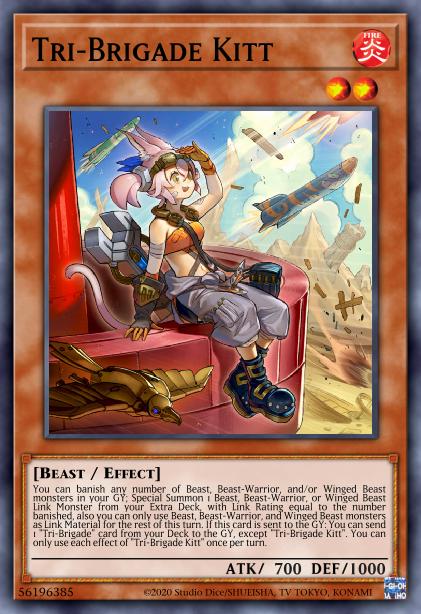 TRI-BRIGADE KITT
FIRE
炎
[BEAST / EFFECT]
You can banish any number of Beast, Beast-Warrior, and/or Winged Beast
monsters in your GY; Special Summon 1 Beast, Beast-Warrior, or Winged Beast
Link Monster from your Extra Deck, with Link Rating equal to the number
banished, also you can only use Beast, Beast-Warrior, and Winged Beast monsters
as Link Material for the rest of this turn. If this card is sent to the GY: You can send
1 "Tri-Brigade" card from your Deck to the GY, except "Tri-Brigade Kitt". You can
only use each effect of "Tri-Brigade Kitt" once per turn.
ATK/ 700 DEF/1000
56196385
©2020 Studio Dice/SHUEISHA, TV TOKYO, KONAMI